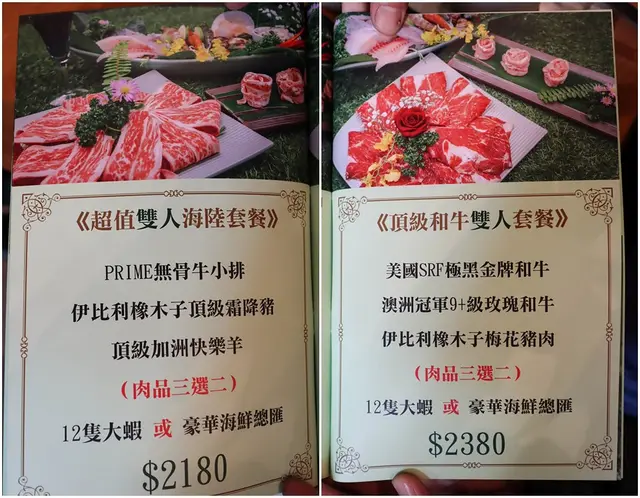 《超值雙人海陸套餐》
PRIME無骨牛小排
伊比利橡木子頂級霜降豬
頂級加洲快樂羊
(肉品三選二)
12隻大蝦 或 豪華海鮮總匯
$2180
《頂級和牛雙人套餐》
美國SRF極黑金牌和牛
澳洲冠軍9+級玫瑰和牛
伊比利橡木子梅花豬肉
(肉品三選二)
12隻大蝦 或 豪華海鮮總匯
$2380